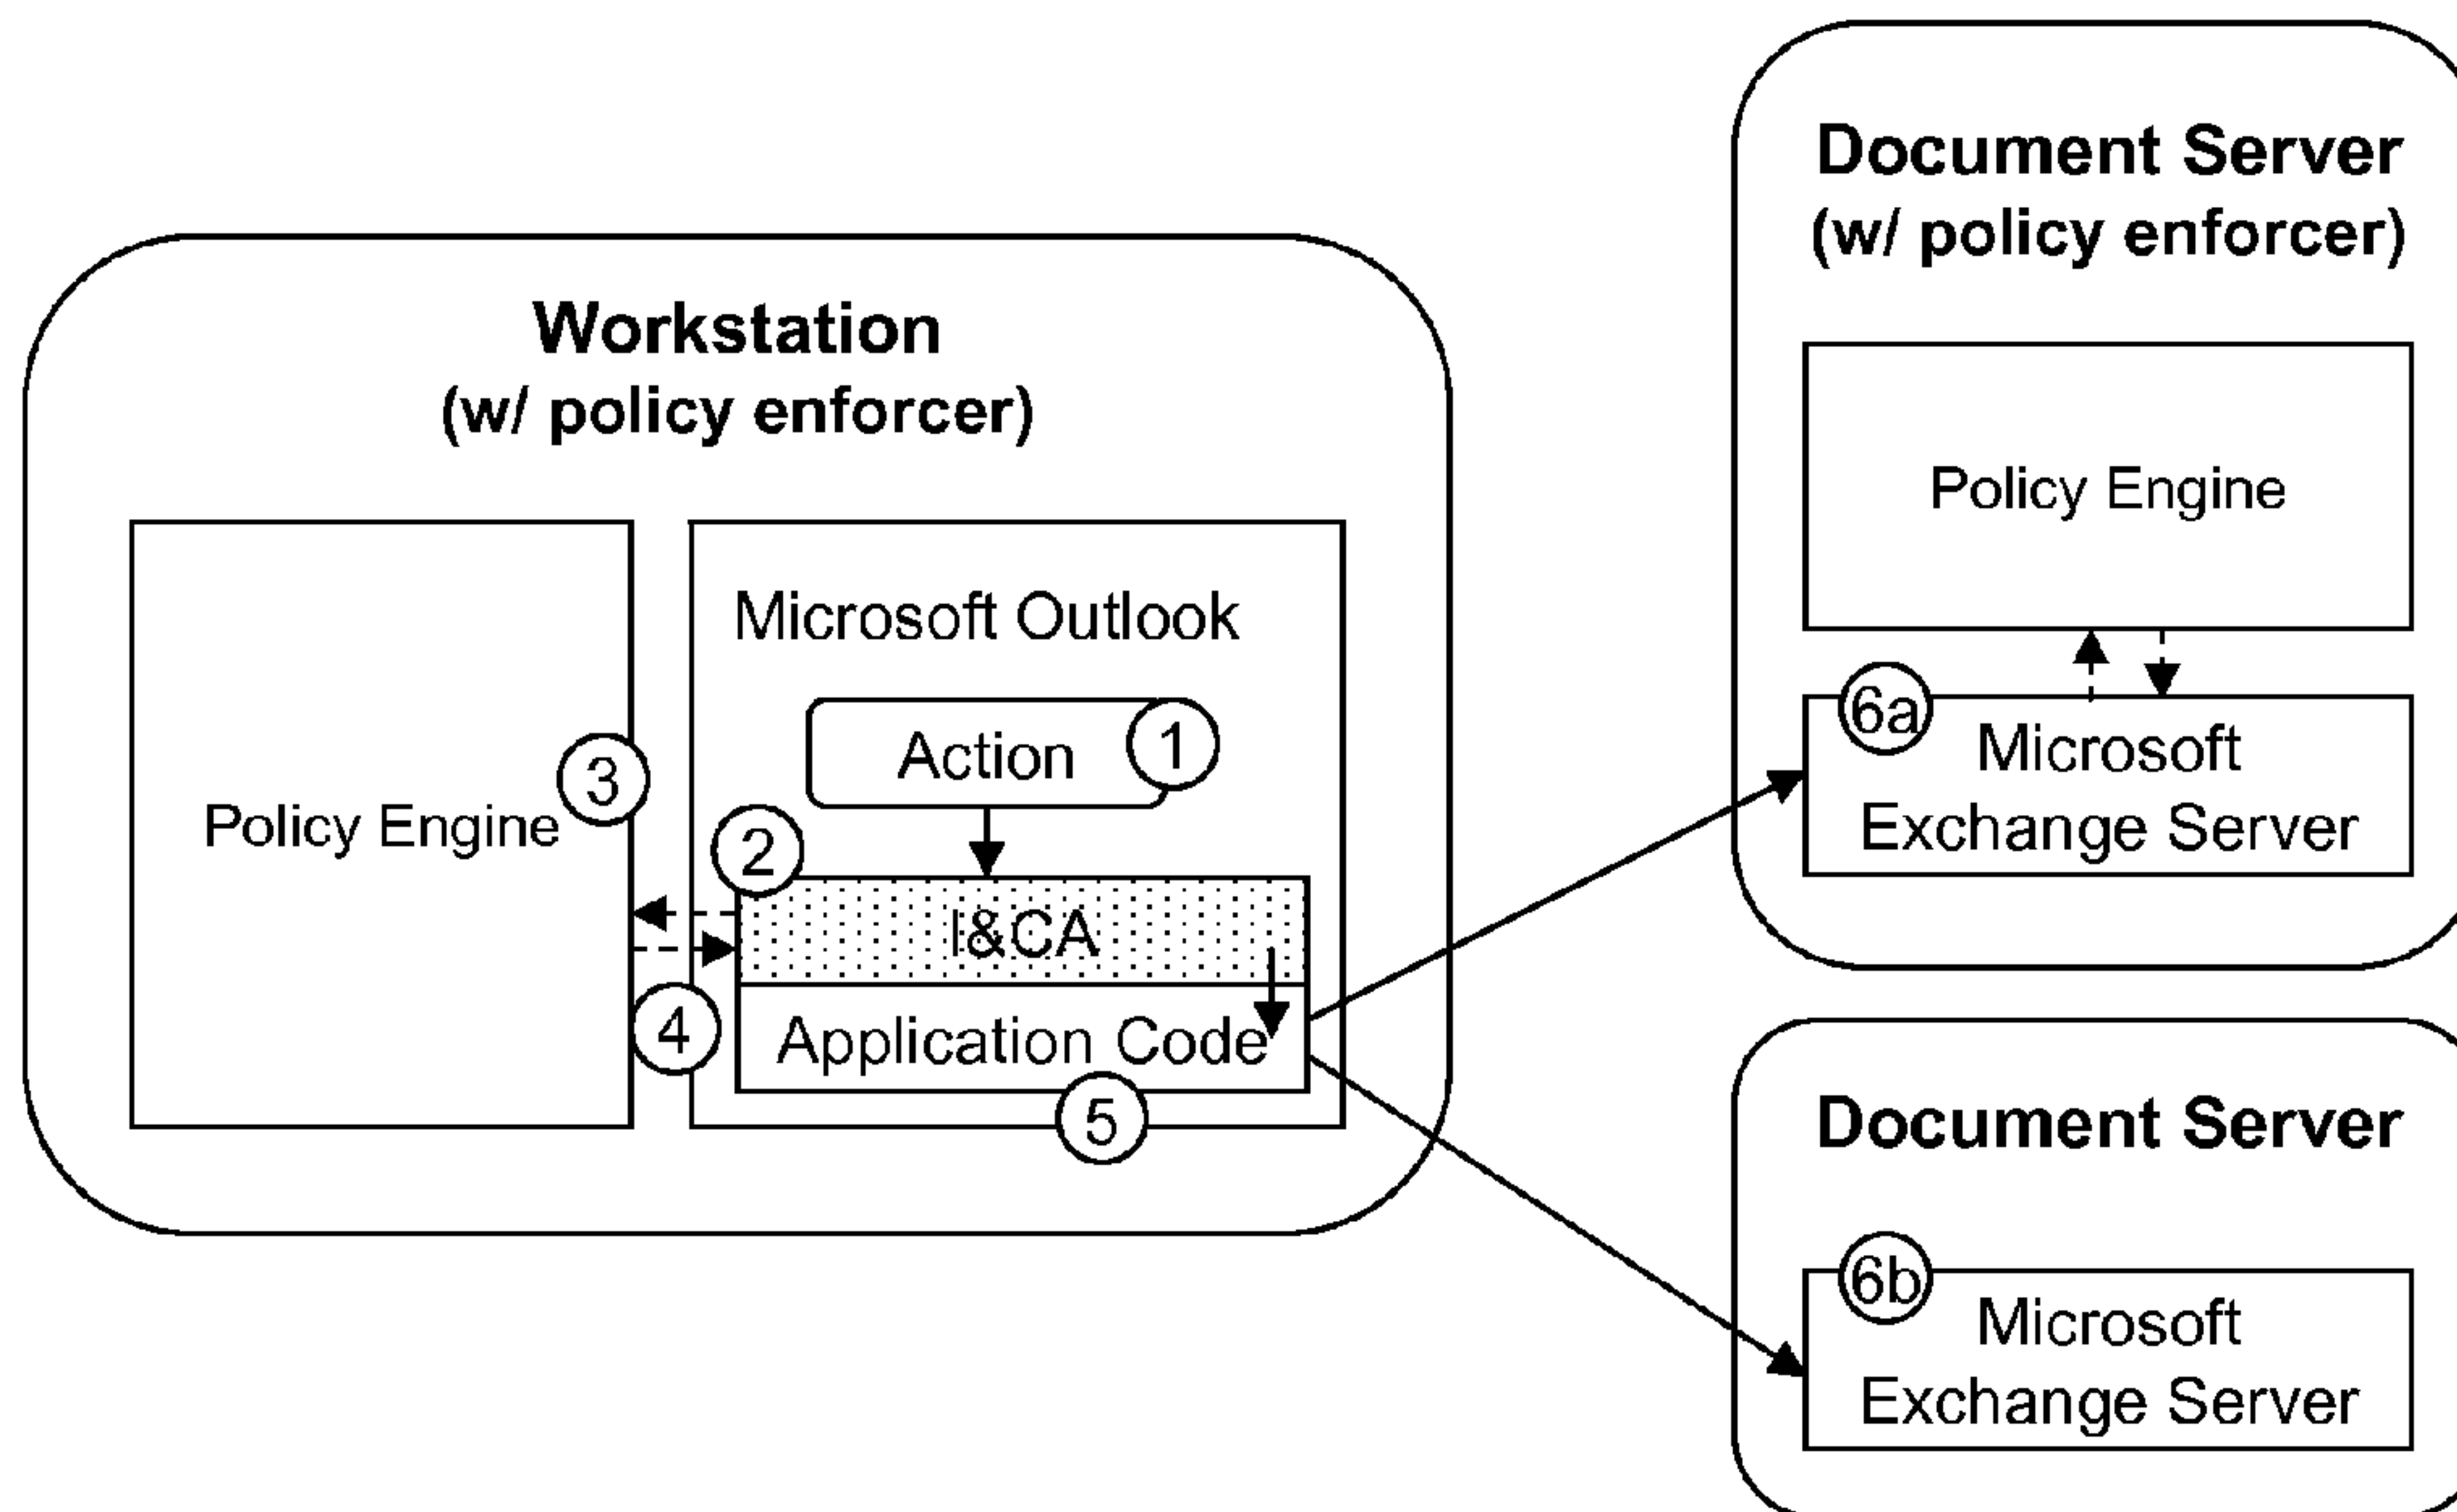 Workstation
(w/ policy enforcer)
Policy Engine
3
Microsoft Outlook
Action
1
2
I&CA
4
Application Code
5
Document Server
(w/ policy enforcer)
Policy Engine
6a
Microsoft
Exchange Server
Document Server
6b
Microsoft
Exchange Server